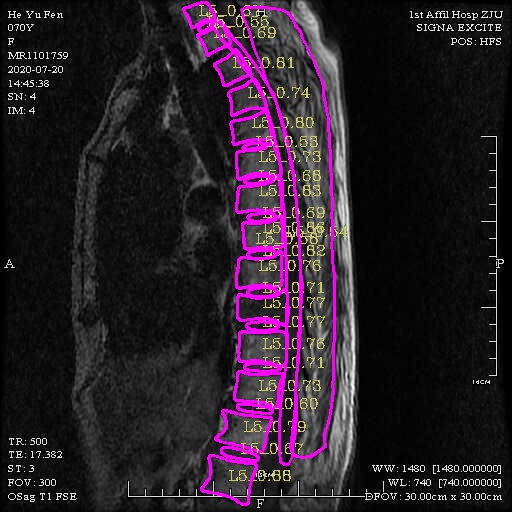 He Yu Fen
070Y
F
MR1101759
2020-07-20
14:45:38
SN: 4
IM: 4
1st Affil Hosp ZJU
SIGNA EXCITE
POS: HFS
L5_0.69
L5_0.81
L5_0.74
L5_0.80
L5_0.73
L5_0.68
L5_0.83
L5_0.69
L5_0.76
L5_0.71
L5_0.77
L5_0.77
L5_0.76
L5_0.71
L5_0.73
L5_0.60
L5_0.79
L5_0.67
A
P
10CM
TR: 500
TE: 17.382
ST: 3
FOV: 300
OSag T1 FSE
F
WW: 1480 [1480.000000]
WL: 740 [740.000000]
DFOV: 30.00cm x 30.00cm